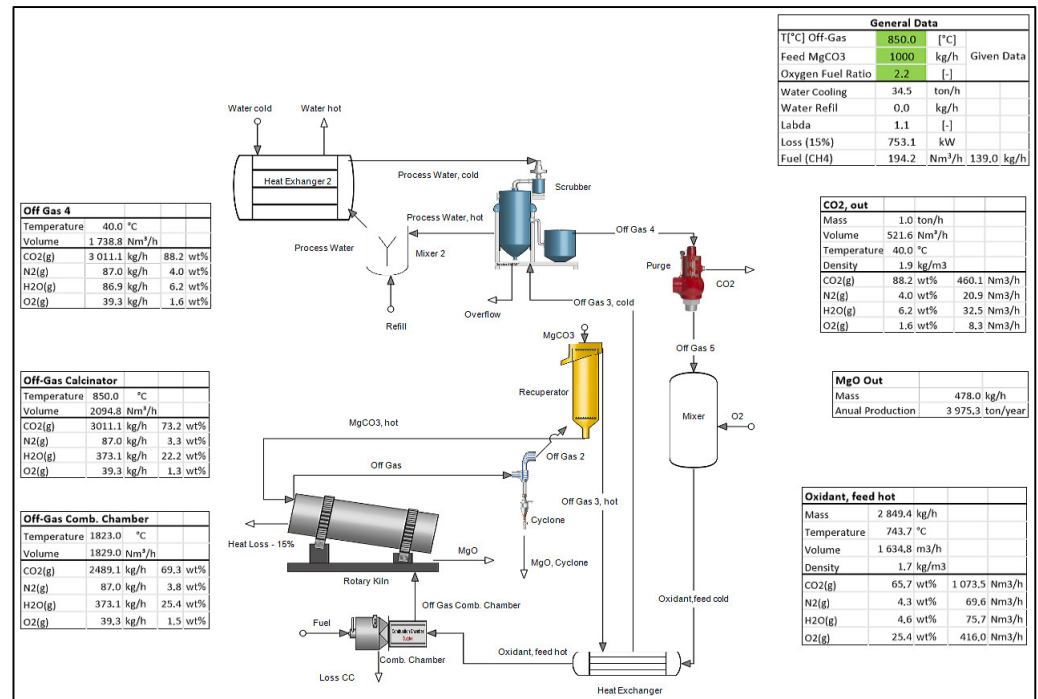 General Data
T[°C] Off-Gas 850.0 [°C]
Feed MgCO3 1000 kg/h Given Data
Oxygen Fuel Ratio 2.2 [-]
Water Cooling 34.5 ton/h
Water Refil 0,0 kg/h
Labda 1.1 [-]
Loss (15%) 753.1 kW
Fuel (CH4) 194.2 Nm³/h 139,0 kg/h
Water cold
Water hot
Heat Exhanger 2
Process Water, cold
Scrubber
Process Water, hot
Process Water
Mixer 2
Refill
Overflow
Off Gas 4
Purge
CO2
Off Gas 3, cold
Off Gas 5
MgCO3
Recuperator
Mixer
O2
MgCO3, hot
Off Gas
Off Gas 2
Off Gas 3, hot
Cyclone
Heat Loss - 15%
MgO
Rotary Kiln
MgO, Cyclone
Off Gas Comb. Chamber
Oxidant,feed cold
Fuel
Combustion Chamber
Comb. Chamber
Oxidant, feed hot
Loss CC
Heat Exchanger
Off Gas 4
Temperature 40.0 °C
Volume 1 738.8 Nm³/h
CO2(g) 3 011.1 kg/h 88.2 wt%
N2(g) 87.0 kg/h 4.0 wt%
H2O(g) 86.9 kg/h 6.2 wt%
O2(g) 39.3 kg/h 1.6 wt%
Off-Gas Calcinator
Temperature 850.0 °C
Volume 2094.8 Nm³/h
CO2(g) 3011.1 kg/h 73.2 wt%
N2(g) 87.0 kg/h 3.3 wt%
H2O(g) 373.1 kg/h 22.2 wt%
O2(g) 39.3 kg/h 1.3 wt%
Off-Gas Comb. Chamber
Temperature 1823.0 °C
Volume 1829.0 Nm³/h
CO2(g) 2489,1 kg/h 69,3 wt%
N2(g) 87.0 kg/h 3,8 wt%
H2O(g) 373.1 kg/h 25.4 wt%
O2(g) 39,3 kg/h 1,5 wt%
CO2, out
Mass 1.0 ton/h
Volume 521.6 Nm³/h
Temperature 40.0 °C
Density 1.9 kg/m3
CO2(g) 88.2 wt% 460.1 Nm3/h
N2(g) 4.0 wt% 20.9 Nm3/h
H2O(g) 6.2 wt% 32.5 Nm3/h
O2(g) 1.6 wt% 8.3 Nm3/h
MgO Out
Mass 478.0 kg/h
Anual Production 3 975,3 ton/year
Oxidant, feed hot
Mass 2 849.4 kg/h
Temperature 743.7 °C
Volume 1 634,8 m3/h
Density 1.7 kg/m3
CO2(g) 65,7 wt% 1 073,5 Nm3/h
N2(g) 4,3 wt% 69,6 Nm3/h
H2O(g) 4,6 wt% 75,7 Nm3/h
O2(g) 25.4 wt% 416,0 Nm3/h